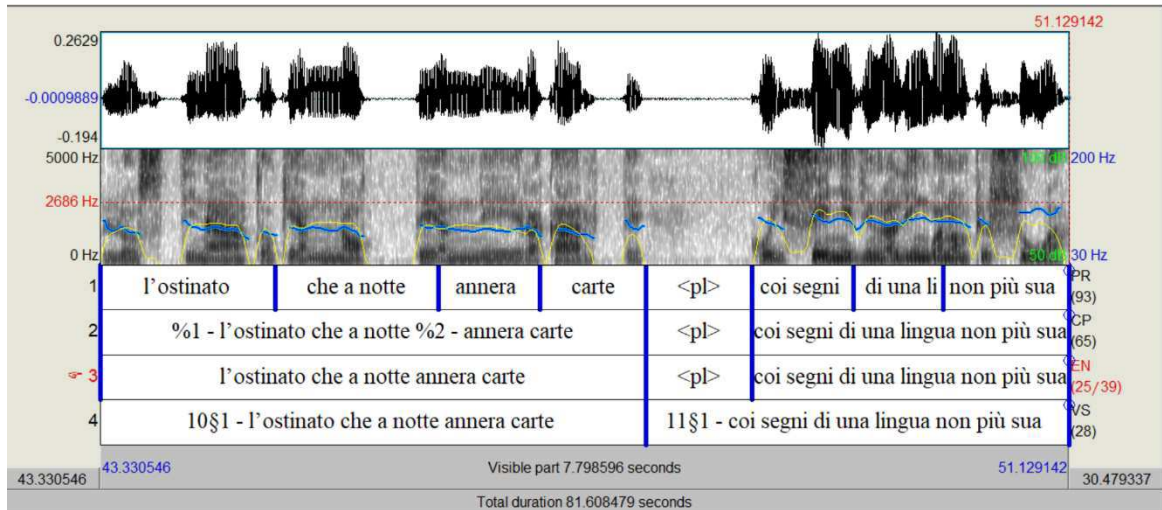 51.129142
0.2629
-0.0009889
-0.194
5000 Hz 100 dB 200 Hz
2686 Hz
0 Hz 50 dB 30 Hz
1 l'ostinato che a notte annera carte <pl> coi segni di una li non più sua PR (93)
2 %1 - l'ostinato che a notte %2 - annera carte <pl> coi segni di una lingua non più sua CP (65)
3 l'ostinato che a notte annera carte <pl> coi segni di una lingua non più sua EN (25/39)
4 10§1 - l'ostinato che a notte annera carte 11§1 - coi segni di una lingua non più sua VS (28)
43.330546 Visible part 7.798596 seconds 51.129142
43.330546 30.479337
Total duration 81.608479 seconds